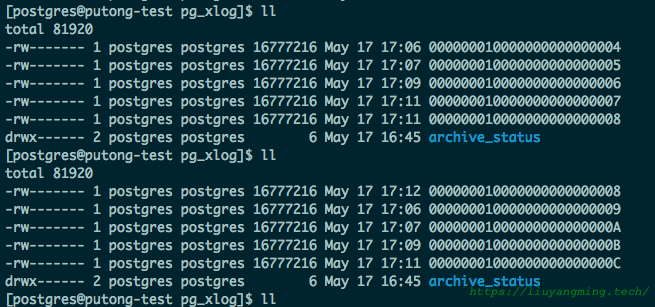 [postgres@putong-test pg_xlog]$ ll
total 81920
-rw------- 1 postgres postgres 16777216 May 17 17:06 000000010000000000000004
-rw------- 1 postgres postgres 16777216 May 17 17:07 000000010000000000000005
-rw------- 1 postgres postgres 16777216 May 17 17:09 000000010000000000000006
-rw------- 1 postgres postgres 16777216 May 17 17:11 000000010000000000000007
-rw------- 1 postgres postgres 16777216 May 17 17:11 000000010000000000000008
drwx------ 2 postgres postgres        6 May 17 16:45 archive_status
[postgres@putong-test pg_xlog]$ ll
total 81920
-rw------- 1 postgres postgres 16777216 May 17 17:12 000000010000000000000008
-rw------- 1 postgres postgres 16777216 May 17 17:06 000000010000000000000009
-rw------- 1 postgres postgres 16777216 May 17 17:07 00000001000000000000000A
-rw------- 1 postgres postgres 16777216 May 17 17:09 00000001000000000000000B
-rw------- 1 postgres postgres 16777216 May 17 17:11 00000001000000000000000C
drwx------ 2 postgres postgres        6 May 17 16:45 archive_status
[postgres@putong-test pg_xlog]$ ll
https://liuyangming.tech/